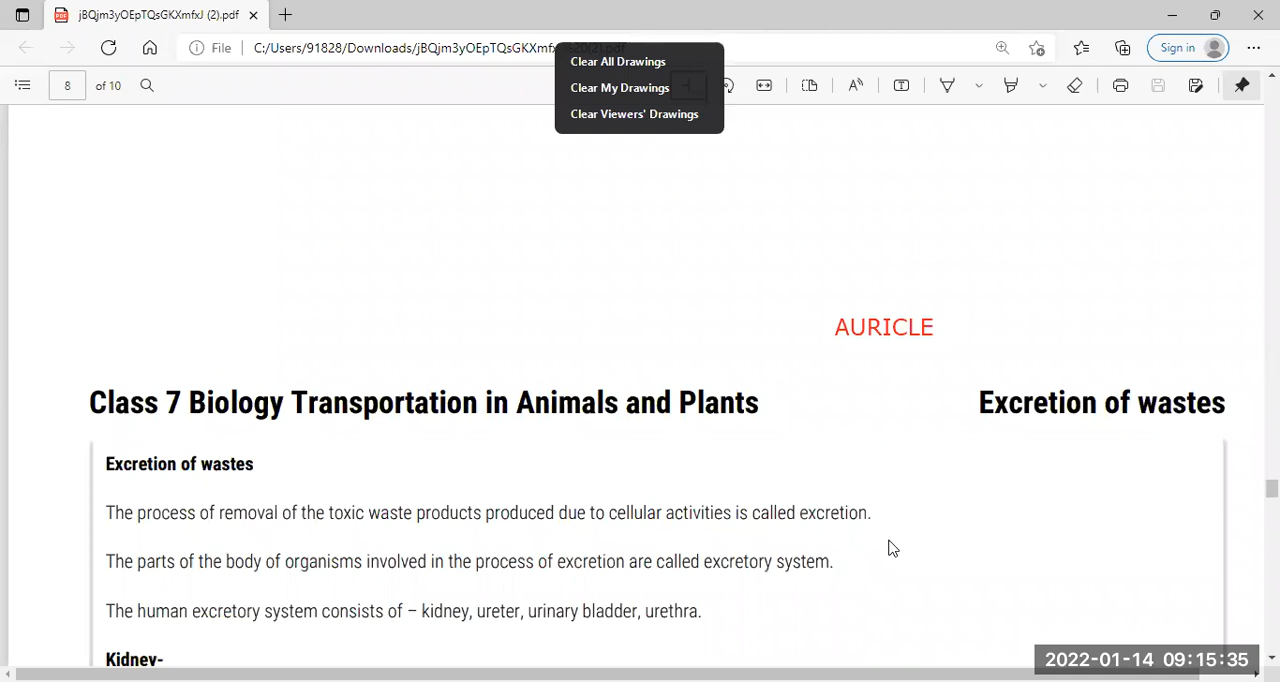 jBQjm3yOEpTQsGKXmfxJ (2).pdf
File
C:/Users/91828/Downloads/jBQjm3yOEpTQsGKXmfx
Sign in
Clear All Drawings
Clear My Drawings
Clear Viewers' Drawings
8 of 10
AURICLE
Class 7 Biology Transportation in Animals and Plants
Excretion of wastes
Excretion of wastes
The process of removal of the toxic waste products produced due to cellular activities is called excretion.
The parts of the body of organisms involved in the process of excretion are called excretory system.
The human excretory system consists of – kidney, ureter, urinary bladder, urethra.
Kidney-
2022-01-14 09:15:35